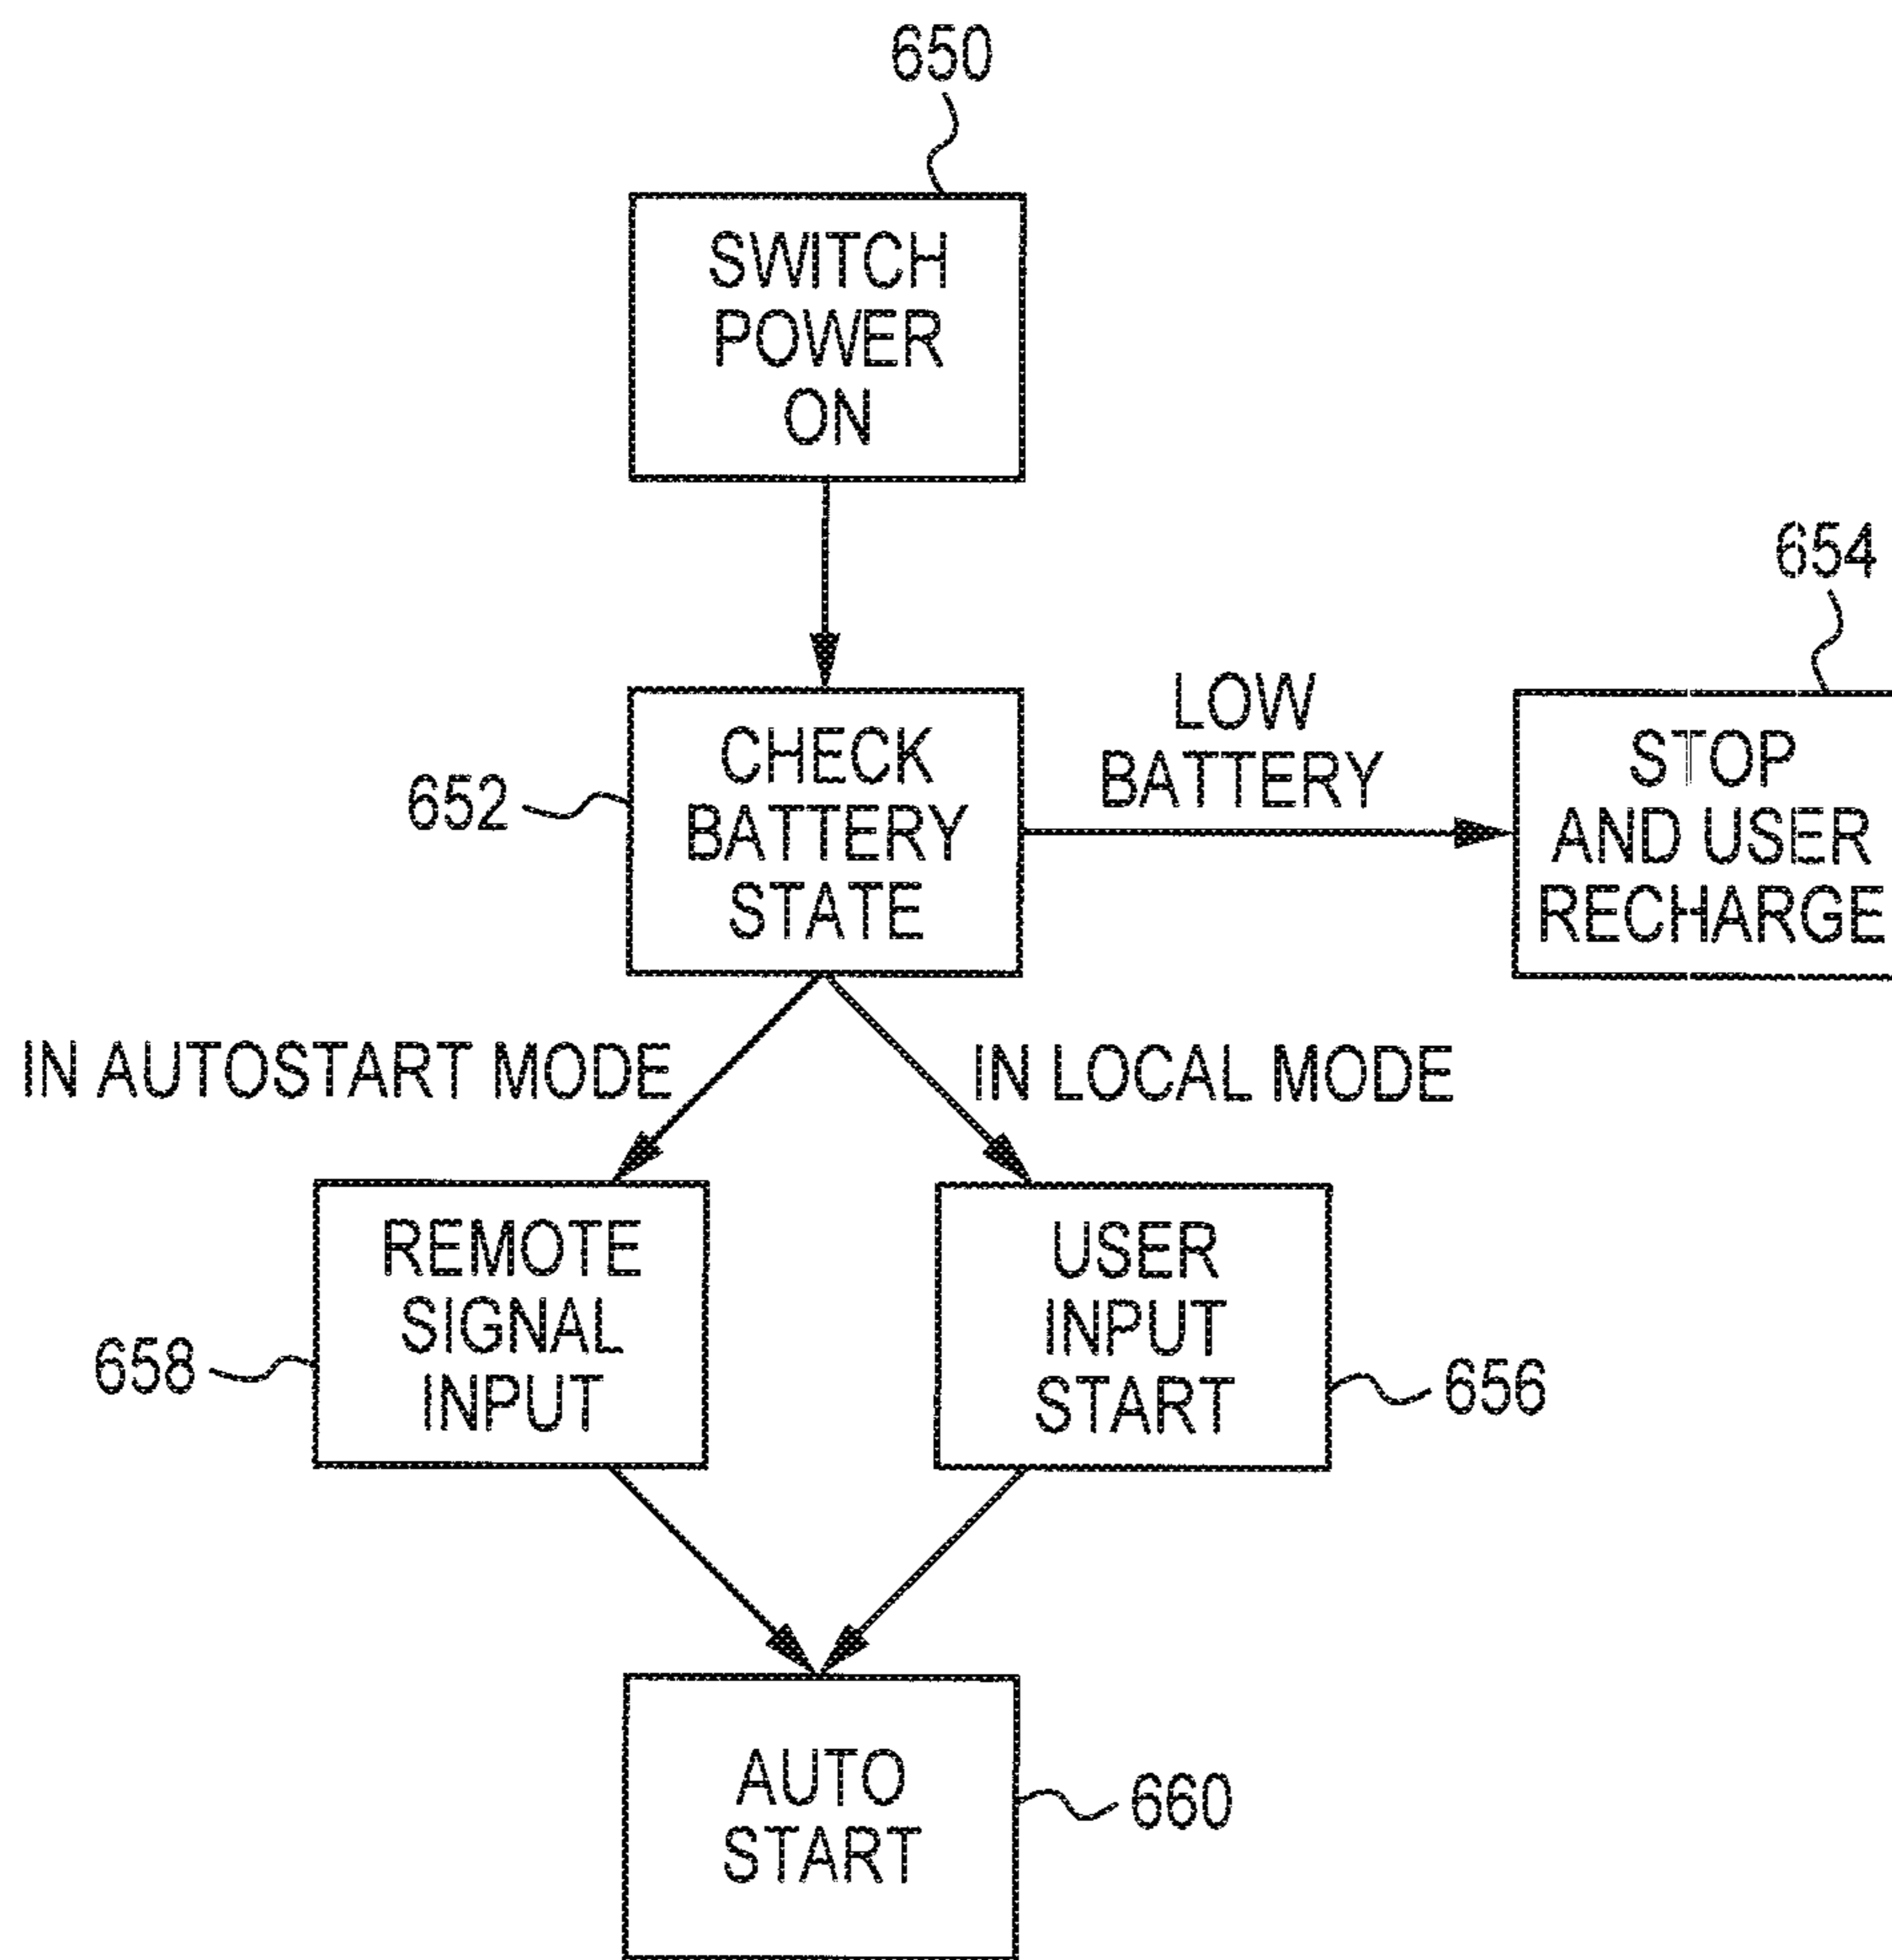 650
SWITCH
POWER
ON
654
LOW
BATTERY
652
CHECK
BATTERY
STATE
STOP
AND USER
RECHARGE
IN AUTOSTART MODE
IN LOCAL MODE
658
REMOTE
SIGNAL
INPUT
USER
INPUT
START
656
AUTO
START
660